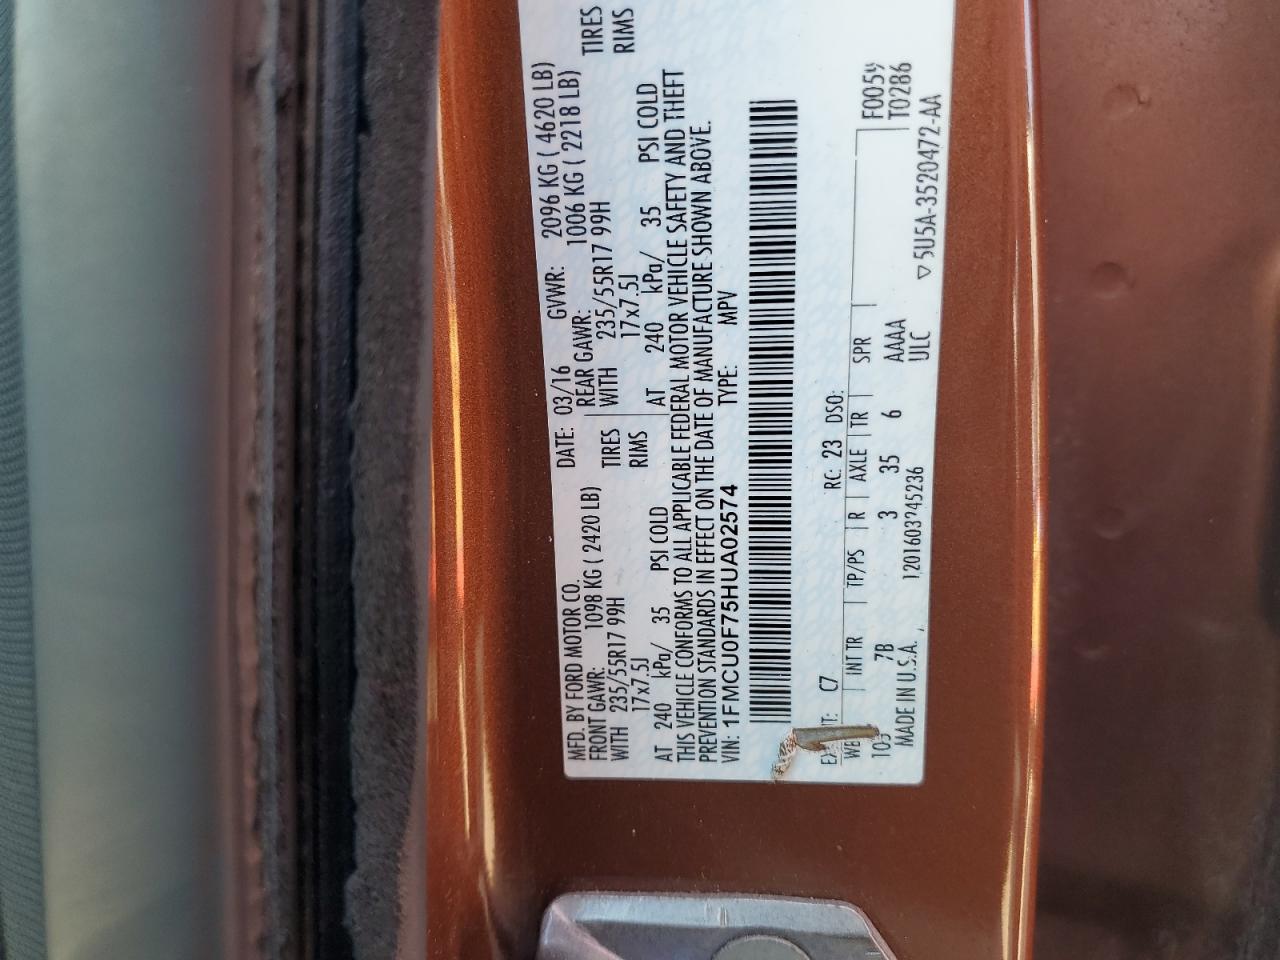 MFD. BY FORD MOTOR CO.
DATE: 03/16 GVWR: 2096 KG ( 4620 LB)
FRONT GAWR: 1098 KG ( 2420 LB)
REAR GAWR: 1006 KG ( 2218 LB)
WITH 235/55R17 99H TIRES
17x7.5J RIMS
WITH 235/55R17 99H TIRES
17x7.5J RIMS
AT 240 kPa/ 35 PSI COLD
AT 240 kPa/ 35 PSI COLD
THIS VEHICLE CONFORMS TO ALL APPLICABLE FEDERAL MOTOR VEHICLE SAFETY AND THEFT
PREVENTION STANDARDS IN EFFECT ON THE DATE OF MANUFACTURE SHOWN ABOVE.
VIN: 1FMCU0F75HUA02574 TYPE: MPV
C7 RC: 23 DSO:
F0059
T0286
INT TR TP/PS R AXLE TR SPR
7B 3 35 6 AAAA
ULC
MADE IN U.S.A.
▽ 5U5A-3520472-AA